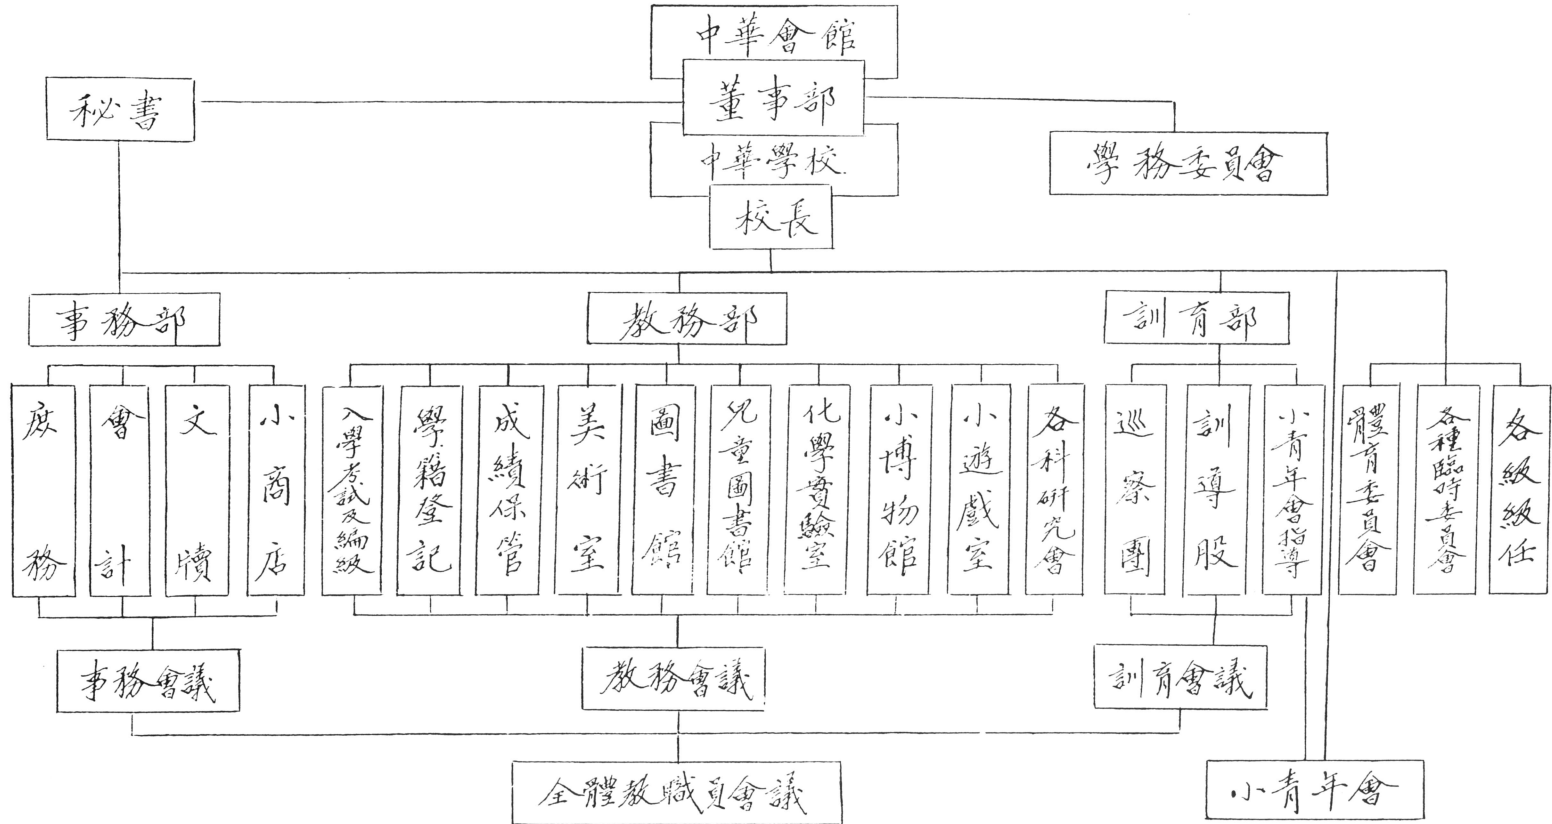 中華會館
董事部
秘書
學務委員會
中華學校
校長
事務部
教務部
訓育部
庶務
會計
文牘
小商店
入學考試及編級
學籍登記
成績保管
美術室
圖書館
兒童圖書館
化學實驗室
小博物館
小遊戲室
各科研究會
巡察團
訓導股
小青年會指導
體育委員會
各種臨時委員會
各級級任
事務會議
教務會議
訓育會議
全體教職員會議
小青年會